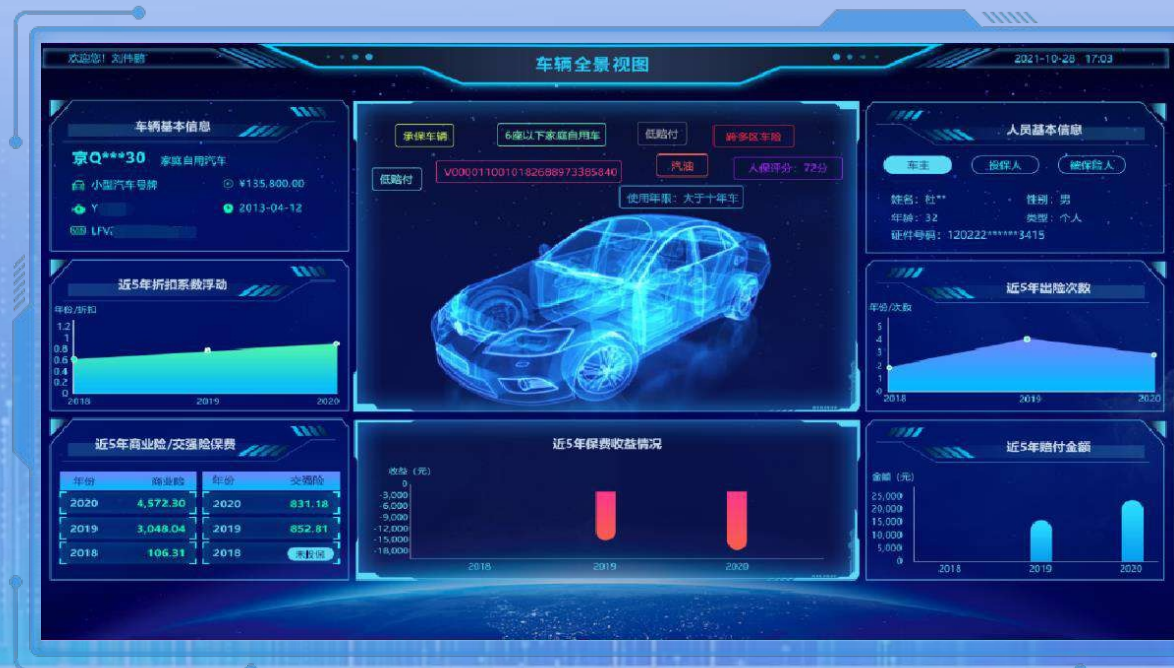 欢迎您！刘伟鹏
车辆全景视图
2021-10-28 17:03
车辆基本信息
京Q***30 家庭自用汽车
小型汽车号牌 ¥135,800.00
Y 2013-04-12
LFV
近5年折扣系数浮动
年份/折扣
1.2
1
0.8
0.6
0.4
0.2
0
2018 2019 2020
近5年商业险/交强险保费
年份 商业险 年份 交强险
2020 4,572.30 2020 831.18
2019 3,048.04 2019 852.81
2018 106.31 2018 未投保
承保车辆 6座以下家庭自用车 低赔付 跨多区车险
低赔付 V0000110010182688973385840 汽油 人保评分：72分
使用年限：大于十年车
近5年保费收益情况
收益（元）
0
-3,000
-6,000
-9,000
-12,000
-15,000
-18,000
2018 2019 2020
人员基本信息
车主 投保人 被保险人
姓名：杜** 性别：男
年龄：32 类型：个人
证件号码：120222******3415
近5年出险次数
年份/次数
5
4
3
2
1
0
2018 2019 2020
近5年赔付金额
金额（元）
25,000
20,000
15,000
10,000
5,000
0
2018 2019 2020